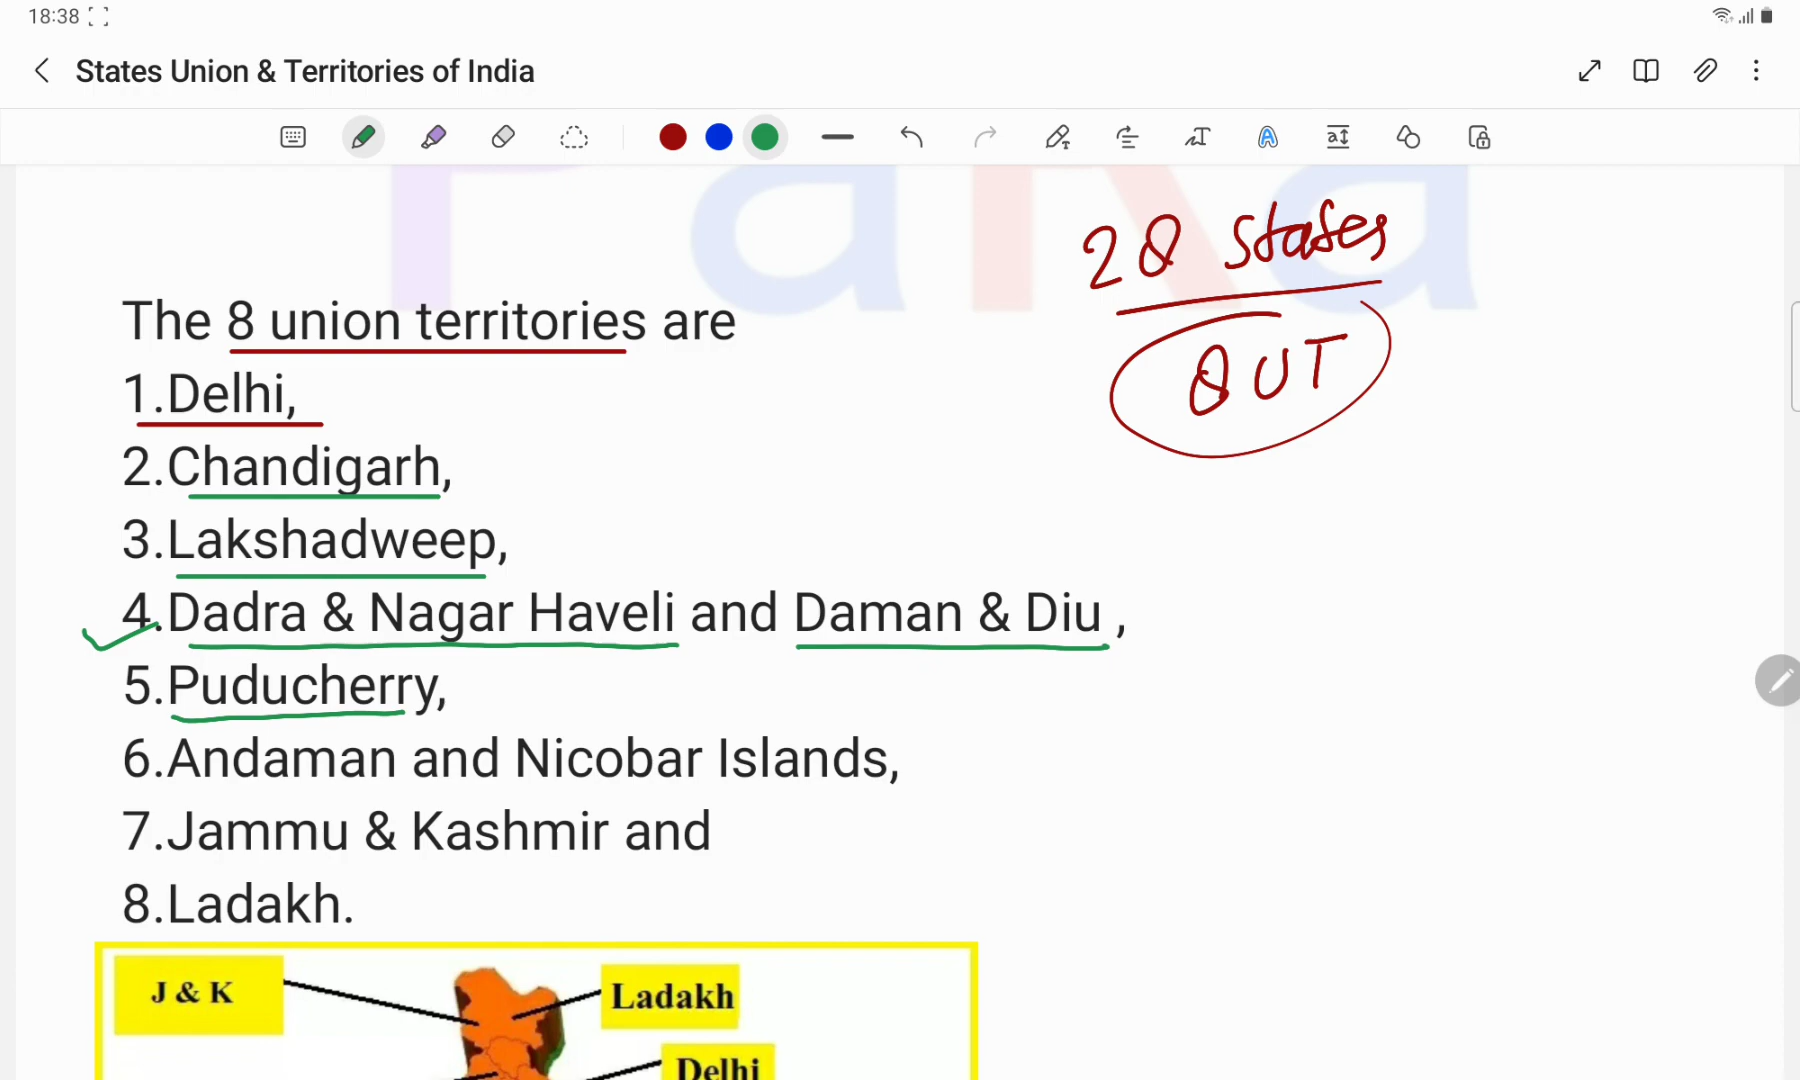 18:38
States Union & Territories of India
PaRa
28 States
8 UT
The 8 union territories are
1.Delhi,
2.Chandigarh,
3.Lakshadweep,
4.Dadra & Nagar Haveli and Daman & Diu ,
5.Puducherry,
6.Andaman and Nicobar Islands,
7.Jammu & Kashmir and
8.Ladakh.
J & K
Ladakh
Delhi